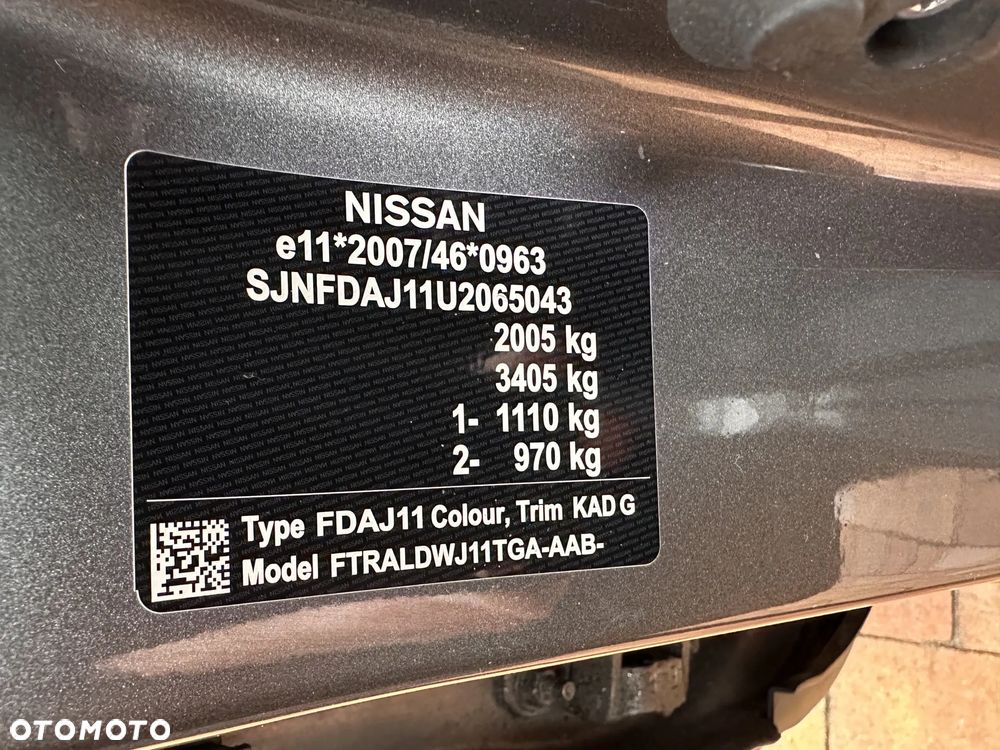 NISSAN
e11*2007/46*0963
SJNFDAJ11U2065043
2005 kg
3405 kg
1- 1110 kg
2- 970 kg
Type FDAJ11 Colour, Trim KAD G
Model FTRALDWJ11TGA-AAB-
OTOMOTO